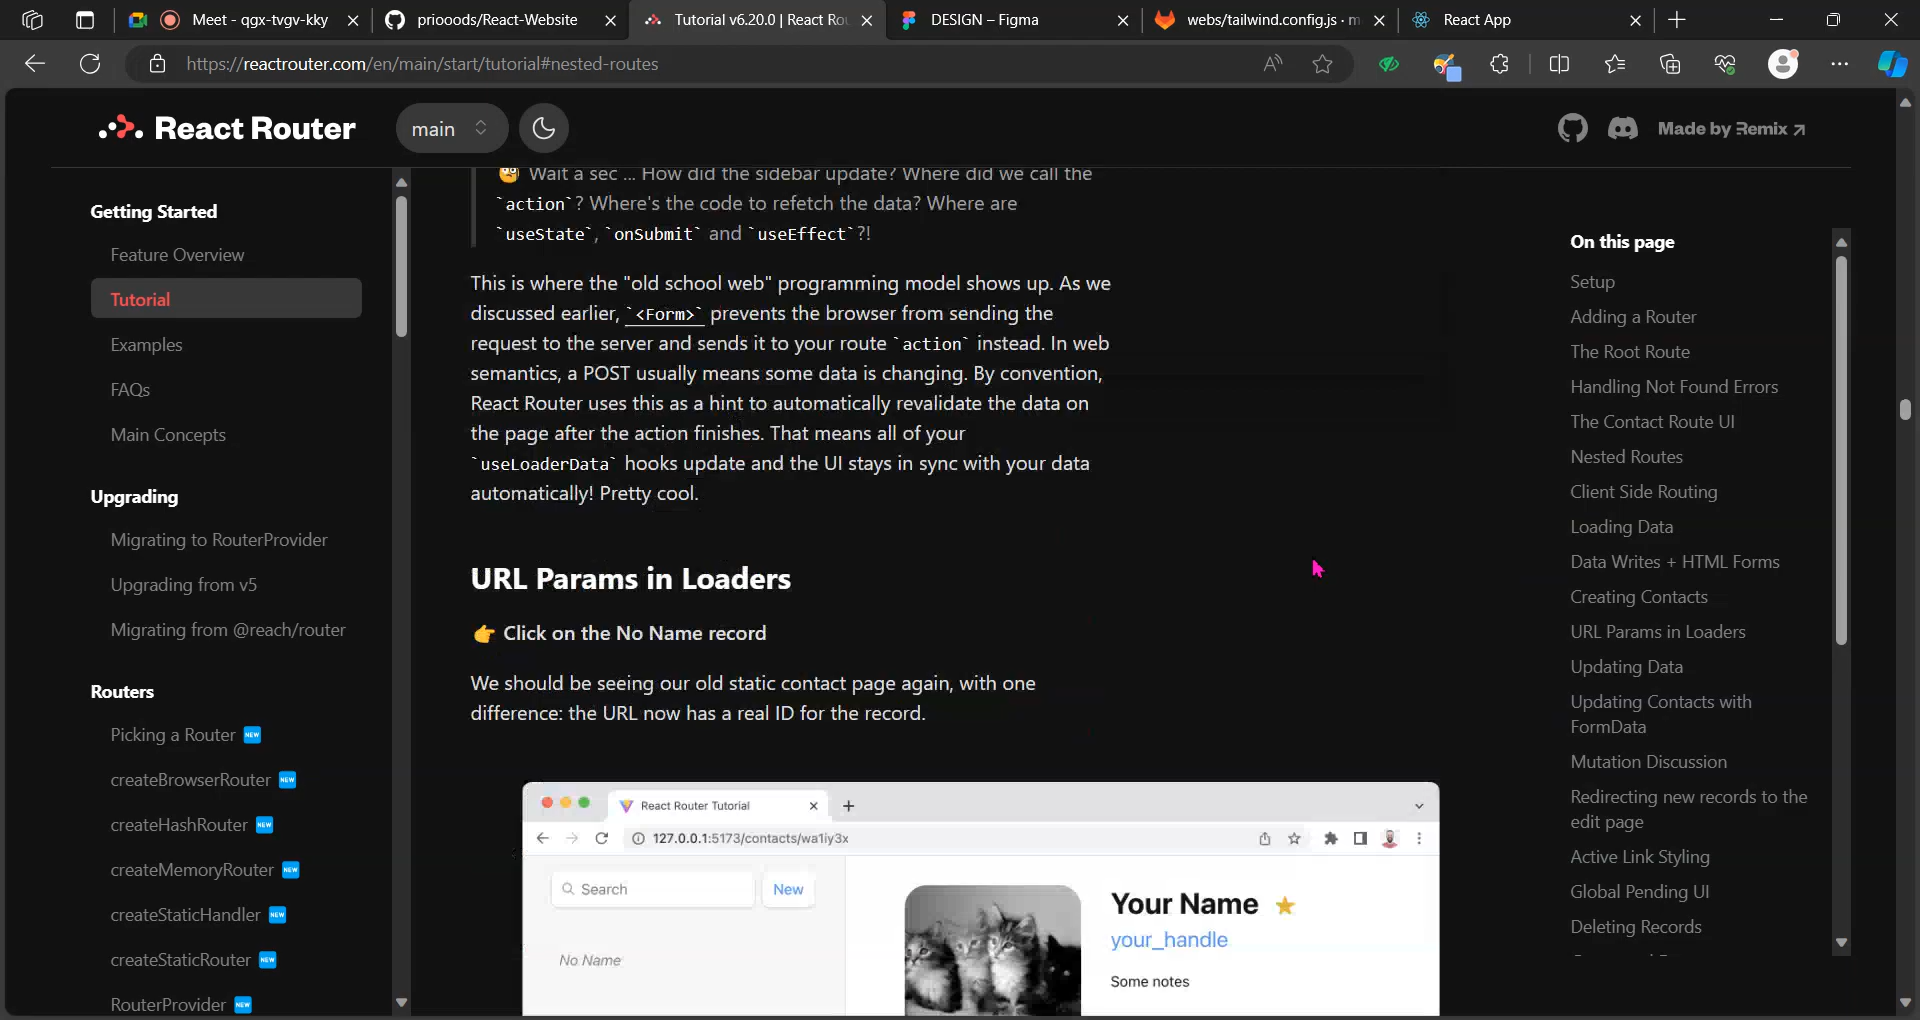 Meet - qgx-tvgv-kky
priooods/React-Website
Tutorial v6.20.0 | React Rou
DESIGN – Figma
webs/tailwind.config.js · m
React App
https://reactrouter.com/en/main/start/tutorial#nested-routes
React Router
main
Made by Remix
Getting Started
Feature Overview
Tutorial
Examples
FAQs
Main Concepts
Upgrading
Migrating to RouterProvider
Upgrading from v5
Migrating from @reach/router
Routers
Picking a Router NEW
createBrowserRouter NEW
createHashRouter NEW
createMemoryRouter NEW
createStaticHandler NEW
createStaticRouter NEW
RouterProvider NEW
Wait a sec ... How did the sidebar update? Where did we call the
`action`? Where's the code to refetch the data? Where are
`useState`, `onSubmit` and `useEffect`?!
This is where the "old school web" programming model shows up. As we
discussed earlier, `<Form>` prevents the browser from sending the
request to the server and sends it to your route `action` instead. In web
semantics, a POST usually means some data is changing. By convention,
React Router uses this as a hint to automatically revalidate the data on
the page after the action finishes. That means all of your
`useLoaderData` hooks update and the UI stays in sync with your data
automatically! Pretty cool.
URL Params in Loaders
👉 Click on the No Name record
We should be seeing our old static contact page again, with one
difference: the URL now has a real ID for the record.
React Router Tutorial
127.0.0.1:5173/contacts/wa1iy3x
Search
New
No Name
Your Name
your_handle
Some notes
On this page
Setup
Adding a Router
The Root Route
Handling Not Found Errors
The Contact Route UI
Nested Routes
Client Side Routing
Loading Data
Data Writes + HTML Forms
Creating Contacts
URL Params in Loaders
Updating Data
Updating Contacts with
FormData
Mutation Discussion
Redirecting new records to the
edit page
Active Link Styling
Global Pending UI
Deleting Records